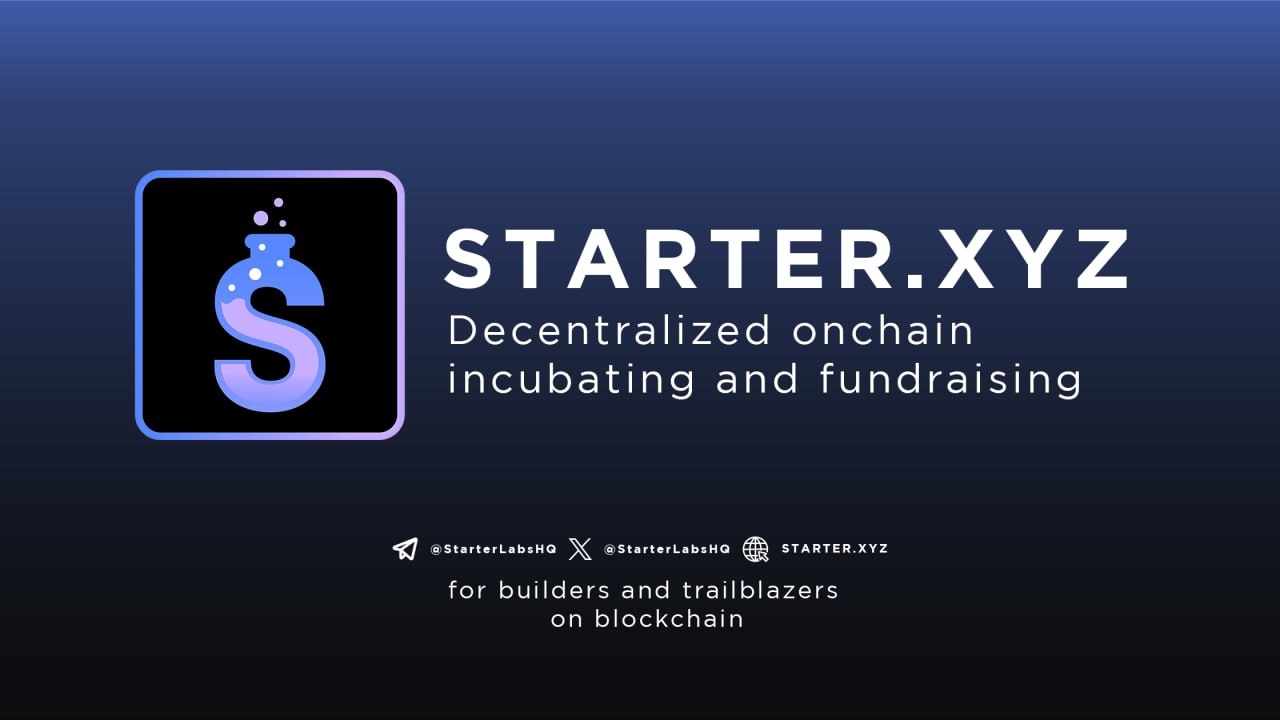 STARTER.XYZ
Decentralized onchain
incubating and fundraising
@StarterLabsHQ @StarterLabsHQ STARTER.XYZ
for builders and trailblazers
on blockchain